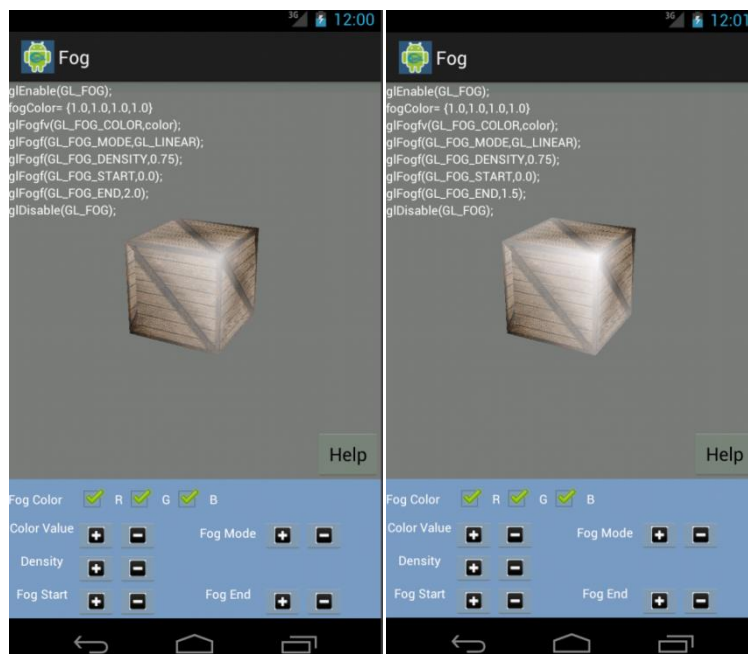 3G 12:00
Fog
glEnable(GL_FOG);
fogColor= {1.0,1.0,1.0,1.0}
glFogfv(GL_FOG_COLOR,color);
glFogf(GL_FOG_MODE,GL_LINEAR);
glFogf(GL_FOG_DENSITY,0.75);
glFogf(GL_FOG_START,0.0);
glFogf(GL_FOG_END,2.0);
glDisable(GL_FOG);
Help
Fog Color R G B
Color Value Fog Mode
Density
Fog Start Fog End
3G 12:01
Fog
glEnable(GL_FOG);
fogColor= {1.0,1.0,1.0,1.0}
glFogfv(GL_FOG_COLOR,color);
glFogf(GL_FOG_MODE,GL_LINEAR);
glFogf(GL_FOG_DENSITY,0.75);
glFogf(GL_FOG_START,0.0);
glFogf(GL_FOG_END,1.5);
glDisable(GL_FOG);
Help
Fog Color R G B
Color Value Fog Mode
Density
Fog Start Fog End